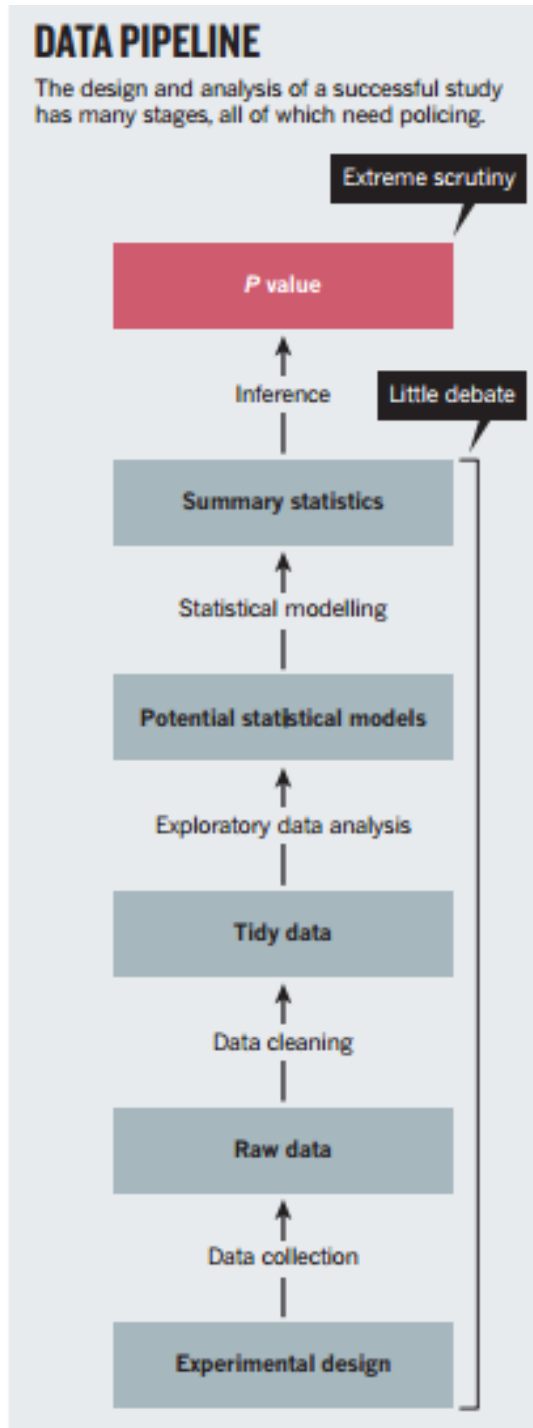 DATA PIPELINE
The design and analysis of a successful study
has many stages, all of which need policing.
Extreme scrutiny
P value
Inference
Little debate
Summary statistics
Statistical modelling
Potential statistical models
Exploratory data analysis
Tidy data
Data cleaning
Raw data
Data collection
Experimental design